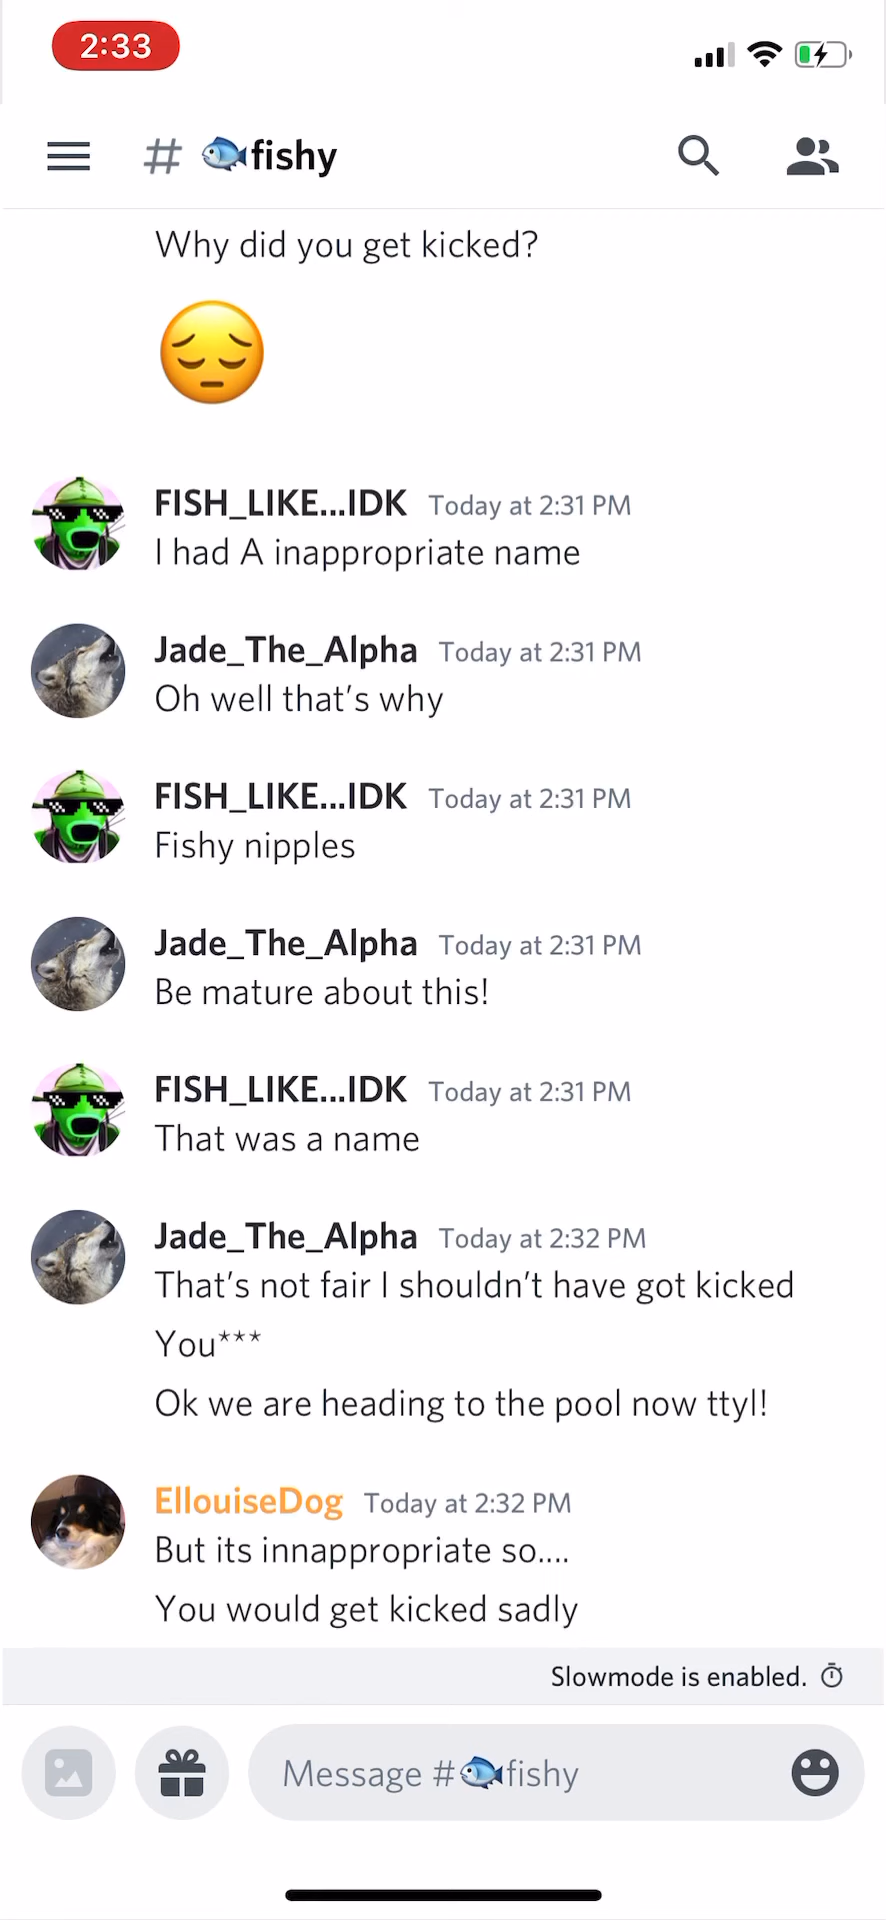 2:33
# 🐟fishy
Why did you get kicked?
😔
FISH_LIKE...IDK Today at 2:31 PM
I had A inappropriate name
Jade_The_Alpha Today at 2:31 PM
Oh well that's why
FISH_LIKE...IDK Today at 2:31 PM
Fishy nipples
Jade_The_Alpha Today at 2:31 PM
Be mature about this!
FISH_LIKE...IDK Today at 2:31 PM
That was a name
Jade_The_Alpha Today at 2:32 PM
That's not fair I shouldn't have got kicked
You***
Ok we are heading to the pool now ttyl!
EllouiseDog Today at 2:32 PM
But its innappropriate so....
You would get kicked sadly
Slowmode is enabled.
Message #🐟fishy